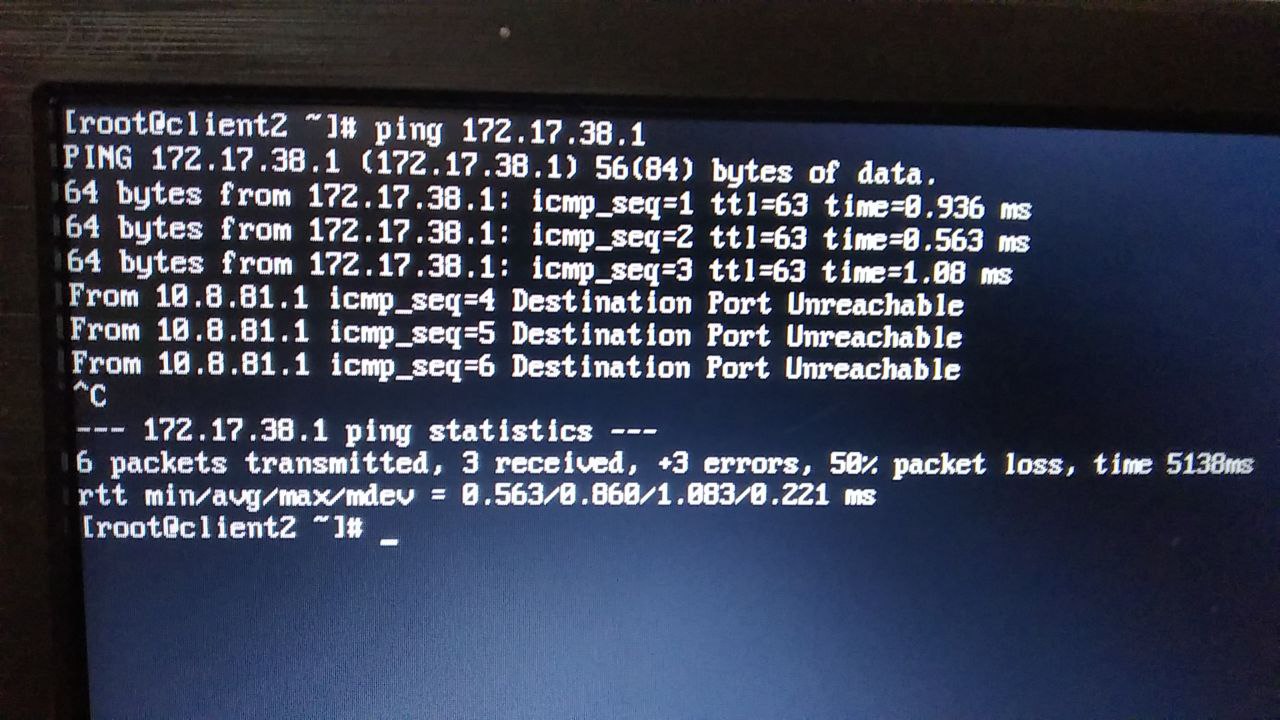 [root@client2 ~]# ping 172.17.38.1
PING 172.17.38.1 (172.17.38.1) 56(84) bytes of data.
64 bytes from 172.17.38.1: icmp_seq=1 ttl=63 time=0.936 ms
64 bytes from 172.17.38.1: icmp_seq=2 ttl=63 time=0.563 ms
64 bytes from 172.17.38.1: icmp_seq=3 ttl=63 time=1.08 ms
From 10.8.81.1 icmp_seq=4 Destination Port Unreachable
From 10.8.81.1 icmp_seq=5 Destination Port Unreachable
From 10.8.81.1 icmp_seq=6 Destination Port Unreachable
^C
--- 172.17.38.1 ping statistics ---
6 packets transmitted, 3 received, +3 errors, 50% packet loss, time 5138ms
rtt min/avg/max/mdev = 0.563/0.860/1.083/0.221 ms
[root@client2 ~]# _